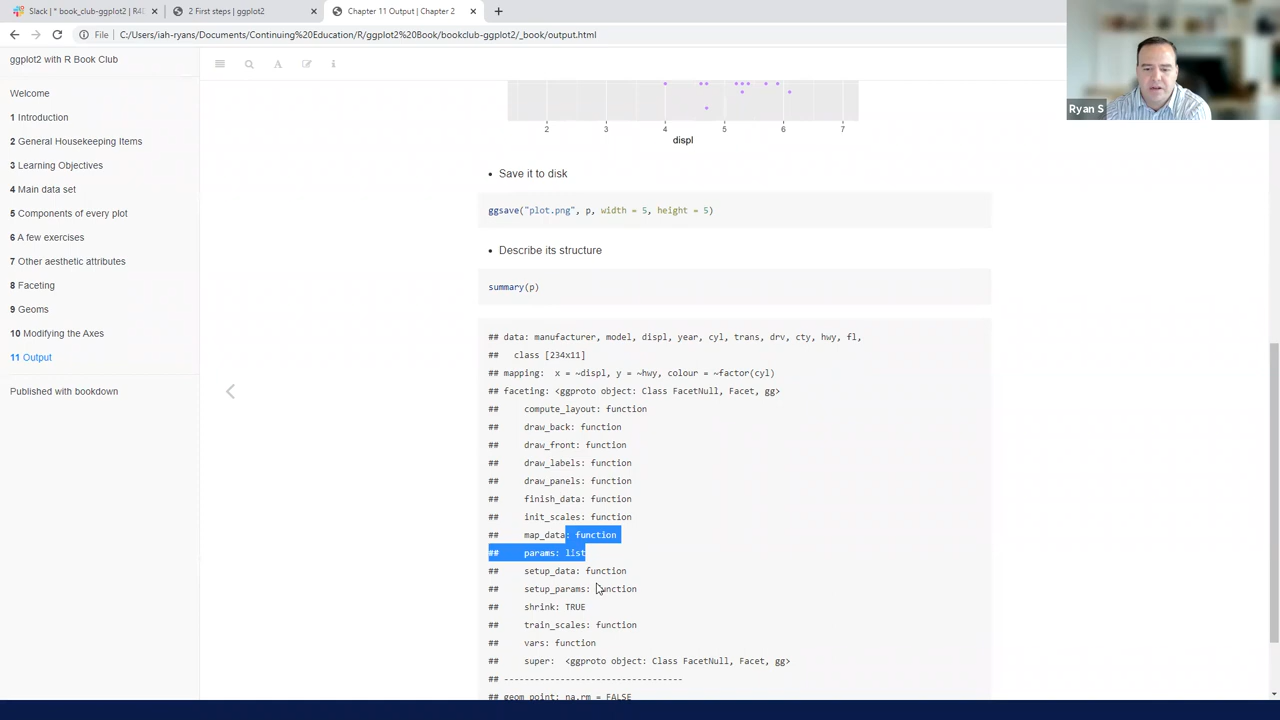 Slack | * book_club-ggplot2 | R4D
2 First steps | ggplot2
Chapter 11 Output | Chapter 2
File
C:/Users/iah-ryans/Documents/Continuing%20Education/R/ggplot2%20Book/bookclub-ggplot2/_book/output.html
Ryan S
ggplot2 with R Book Club
Welcome
1 Introduction
2 General Housekeeping Items
3 Learning Objectives
4 Main data set
5 Components of every plot
6 A few exercises
7 Other aesthetic attributes
8 Faceting
9 Geoms
10 Modifying the Axes
11 Output
Published with bookdown
2 3 4 5 6 7
displ
• Save it to disk
ggsave("plot.png", p, width = 5, height = 5)
• Describe its structure
summary(p)
## data: manufacturer, model, displ, year, cyl, trans, drv, cty, hwy, fl,
## class [234x11]
## mapping: x = ~displ, y = ~hwy, colour = ~factor(cyl)
## faceting: <ggproto object: Class FacetNull, Facet, gg>
## compute_layout: function
## draw_back: function
## draw_front: function
## draw_labels: function
## draw_panels: function
## finish_data: function
## init_scales: function
## map_data: function
## params: list
## setup_data: function
## setup_params: function
## shrink: TRUE
## train_scales: function
## vars: function
## super: <ggproto object: Class FacetNull, Facet, gg>
## -----------------------------------
## geom_point: na.rm = FALSE